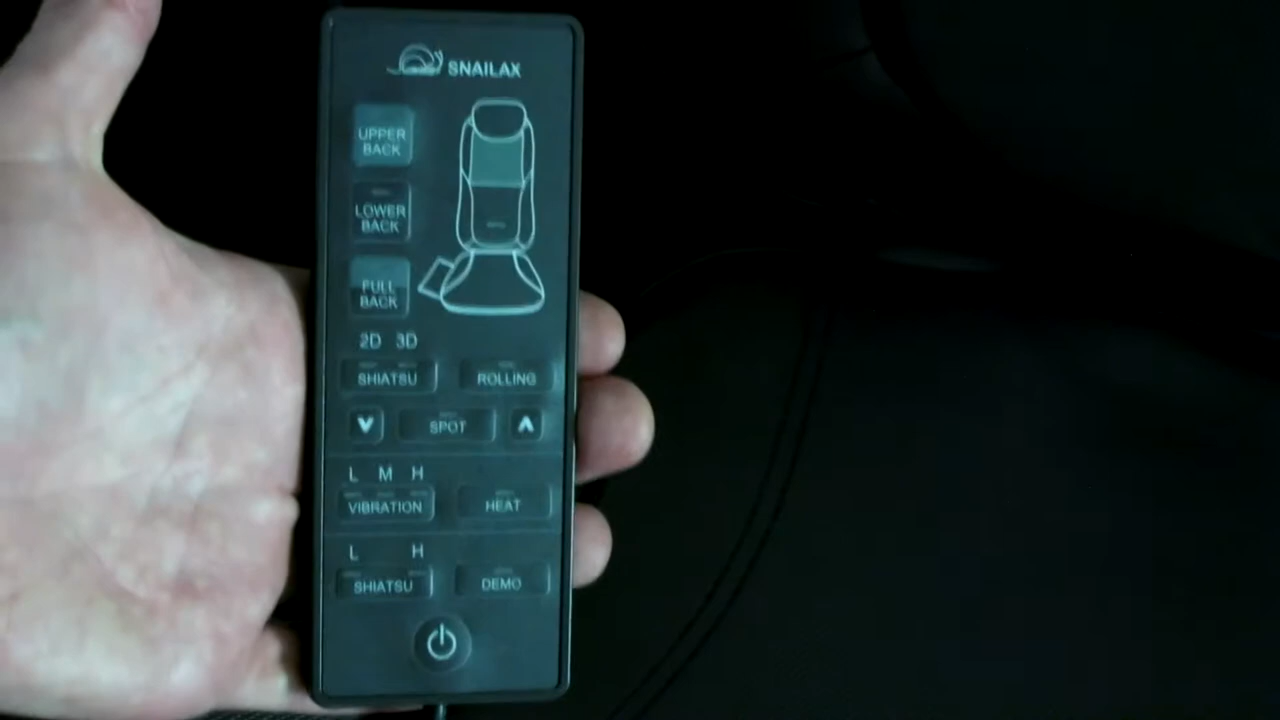 SNAILAX
UPPER
BACK
LOWER
BACK
FULL
BACK
2D 3D
SHIATSU
ROLLING
SPOT
L M H
VIBRATION
HEAT
L H
SHIATSU
DEMO